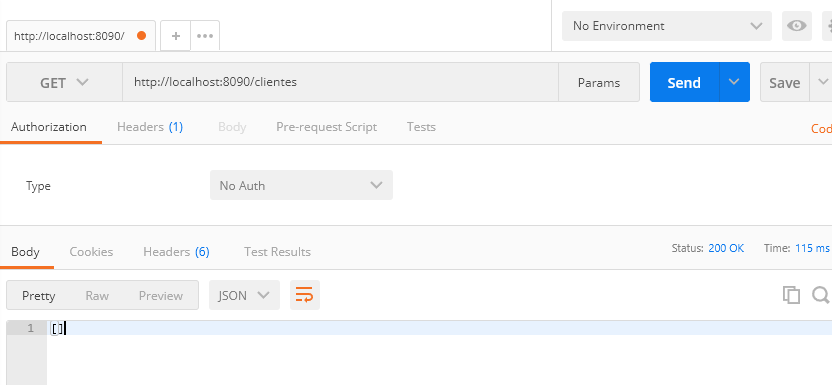 http://localhost:8090/
+
•••
No Environment
GET
http://localhost:8090/clientes
Params
Send
Save
Authorization
Headers (1)
Body
Pre-request Script
Tests
Cod
Type
No Auth
Body
Cookies
Headers (6)
Test Results
Status: 200 OK
Time: 115 ms
Pretty
Raw
Preview
JSON
1
[]